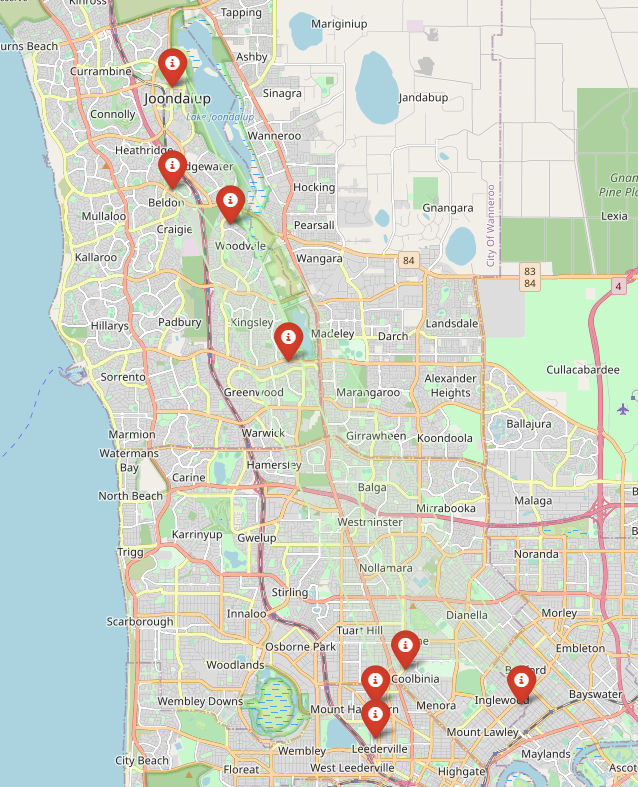 Kinross
Tapping
Mariginiup
urns Beach
Ashby
Currambine
Sinagra
Joondalup
Jandabup
Connolly
Lake Joondalup
Wanneroo
Heathridge
dgewater
Gnan
Pine Pla
Hocking
Beldon
Gnangara
Mullaloo
Lexia
Craigie
Pearsall
City Of Wanneroo
Woodvale
Kallaroo
Wangara
84
83
84
4
Hillarys
Padbury
Kingsley
Madeley
Darch
Landsdale
Cullacabardee
Sorrento
Greenwood
Marangaroo
Alexander
Heights
Ballajura
Marmion
Warwick
Girrawheen
Koondoola
Watermans
Bay
Hamersley
Carine
Balga
North Beach
Malaga
B
Mirrabooka
Westminster
Karrinyup
Gwelup
B
Trigg
Noranda
Nollamara
Stirling
Innaloo
Dianella
Morley
Scarborough
Tuart Hill
ne
Osborne Park
Embleton
Woodlands
Coolbinia
Bedford
Wembley Downs
Inglewood
Bayswater
Menora
Mount Ha
rn
Mount Lawley
Leederville
Wembley
Maylands
City Beach
Floreat
West Leederville
Highgate
Ascot